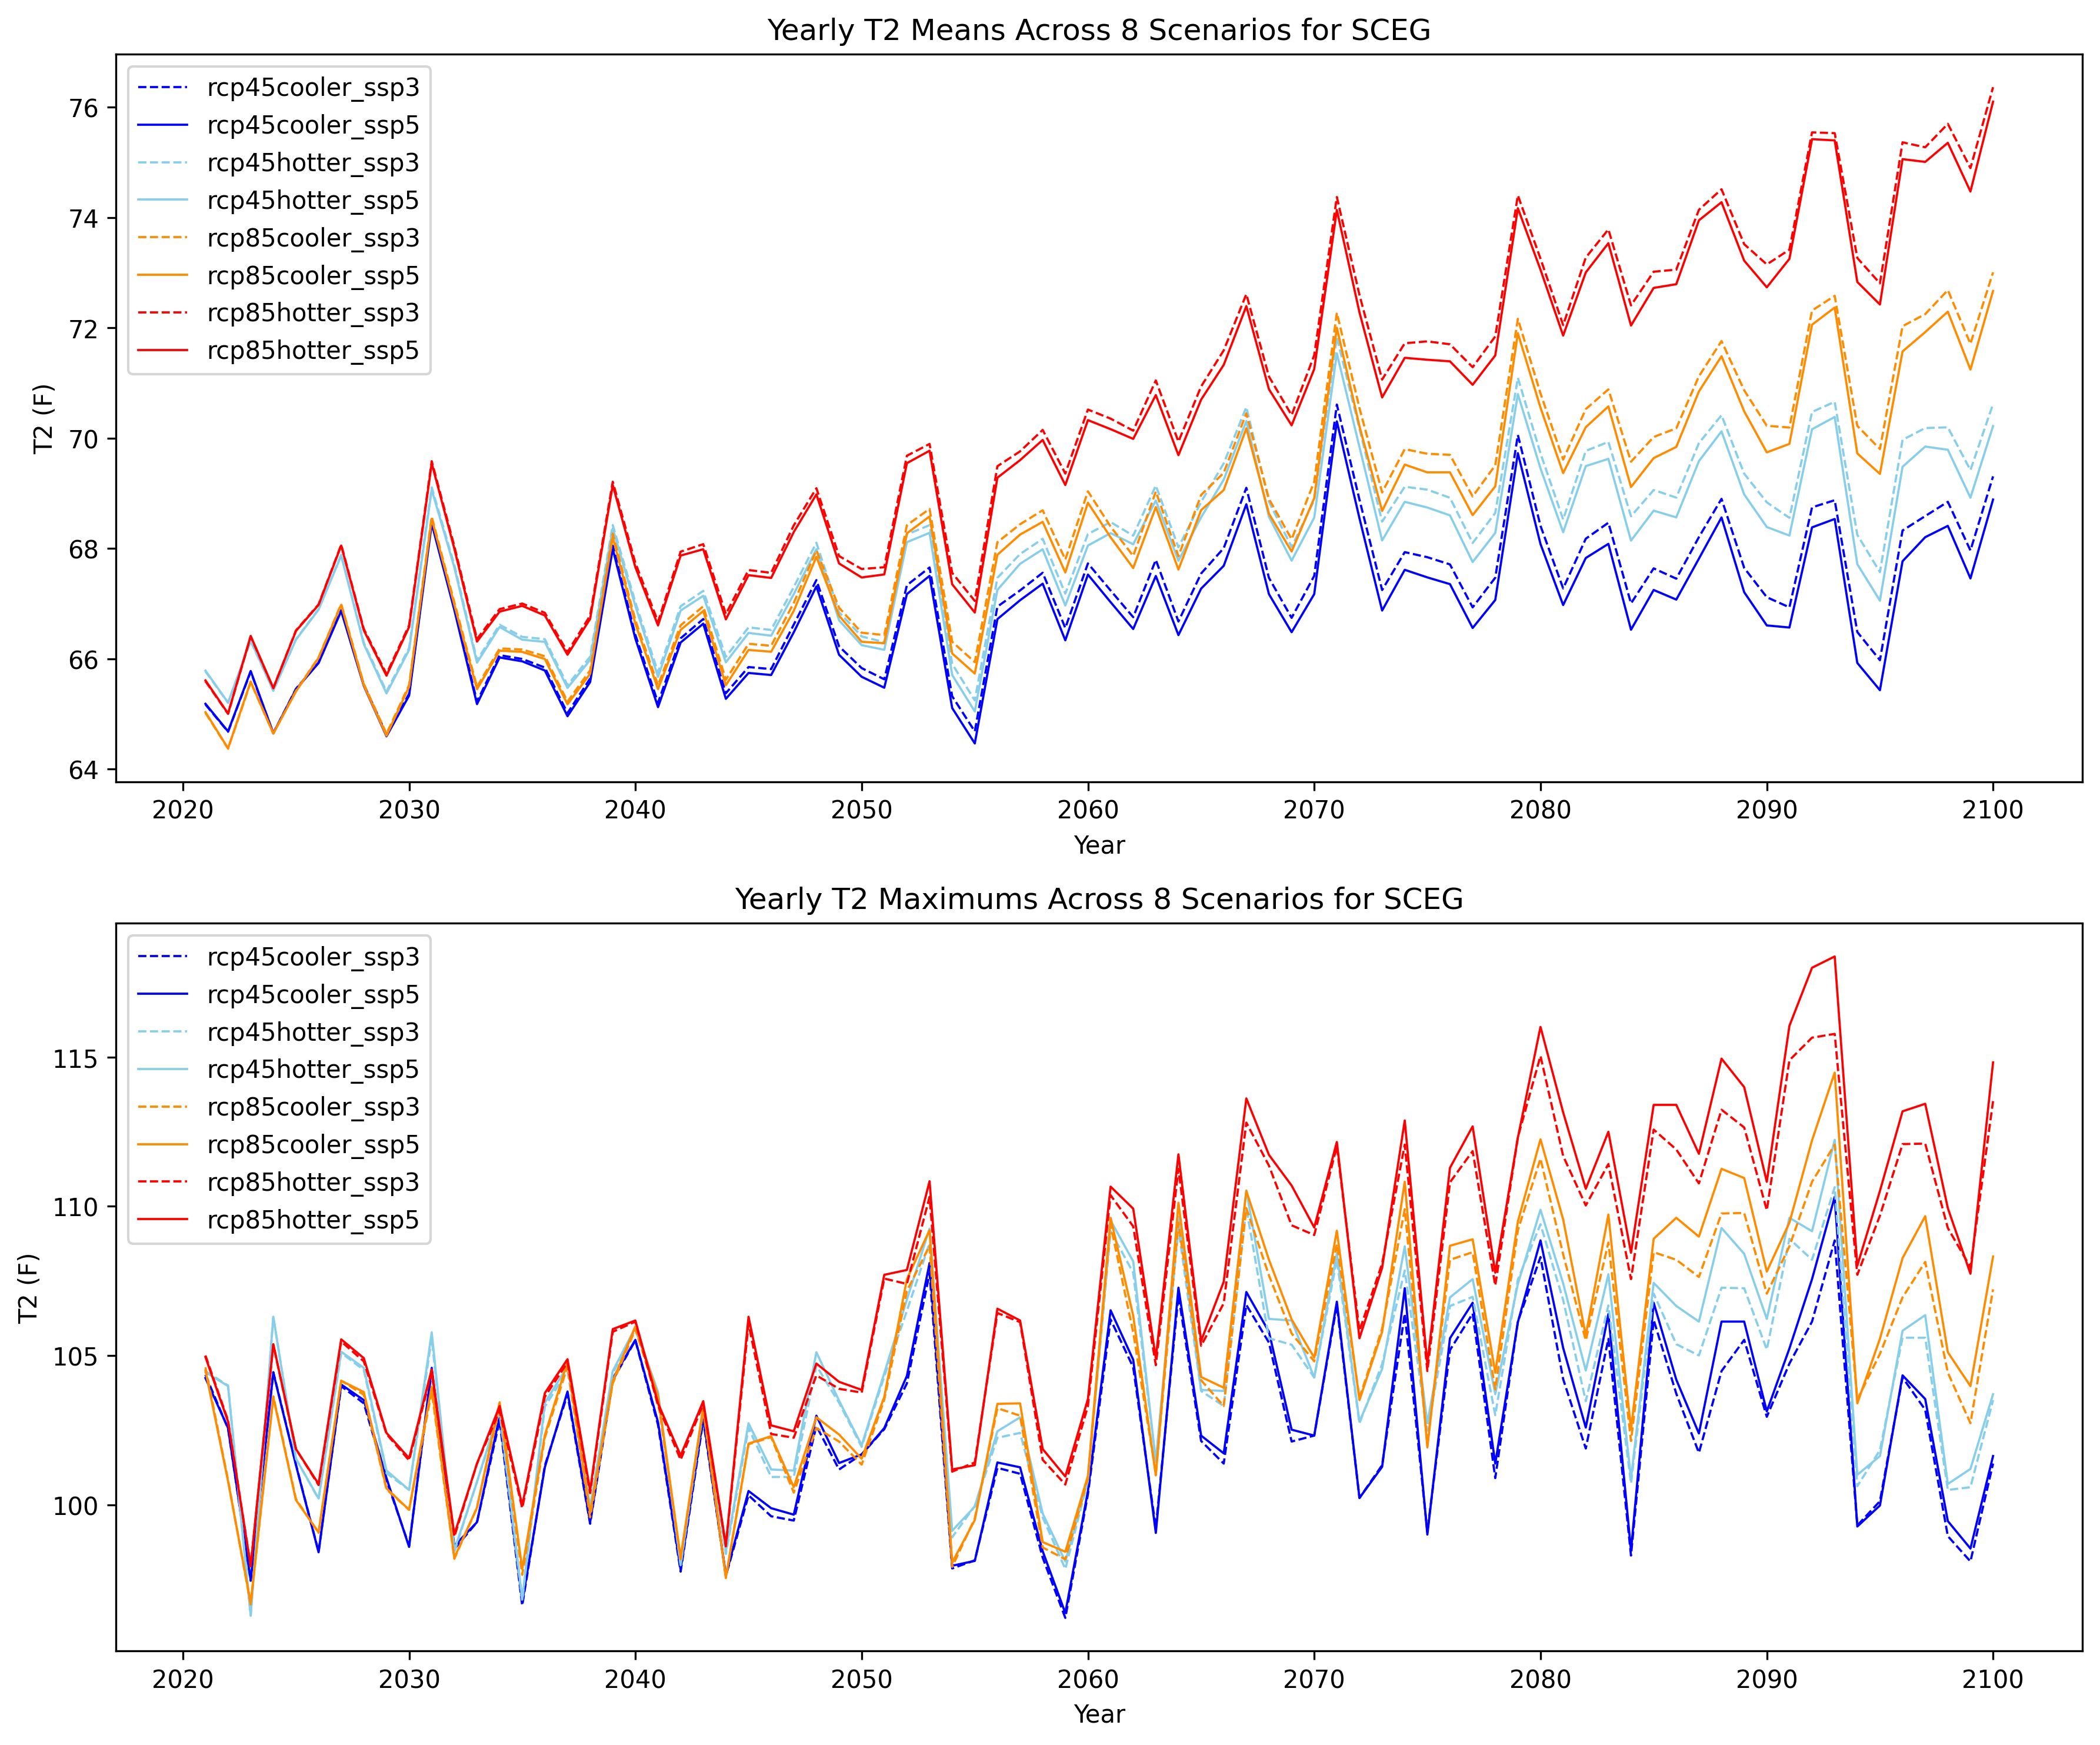 Yearly T2 Means Across 8 Scenarios for SCEG
rcp45cooler_ssp3
rcp45cooler_ssp5
rcp45hotter_ssp3
rcp45hotter_ssp5
rcp85cooler_ssp3
rcp85cooler_ssp5
rcp85hotter_ssp3
rcp85hotter_ssp5
T2 (F)
76
74
72
70
68
66
64
2020 2030 2040 2050 2060 2070 2080 2090 2100
Year
Yearly T2 Maximums Across 8 Scenarios for SCEG
rcp45cooler_ssp3
rcp45cooler_ssp5
rcp45hotter_ssp3
rcp45hotter_ssp5
rcp85cooler_ssp3
rcp85cooler_ssp5
rcp85hotter_ssp3
rcp85hotter_ssp5
T2 (F)
115
110
105
100
2020 2030 2040 2050 2060 2070 2080 2090 2100
Year